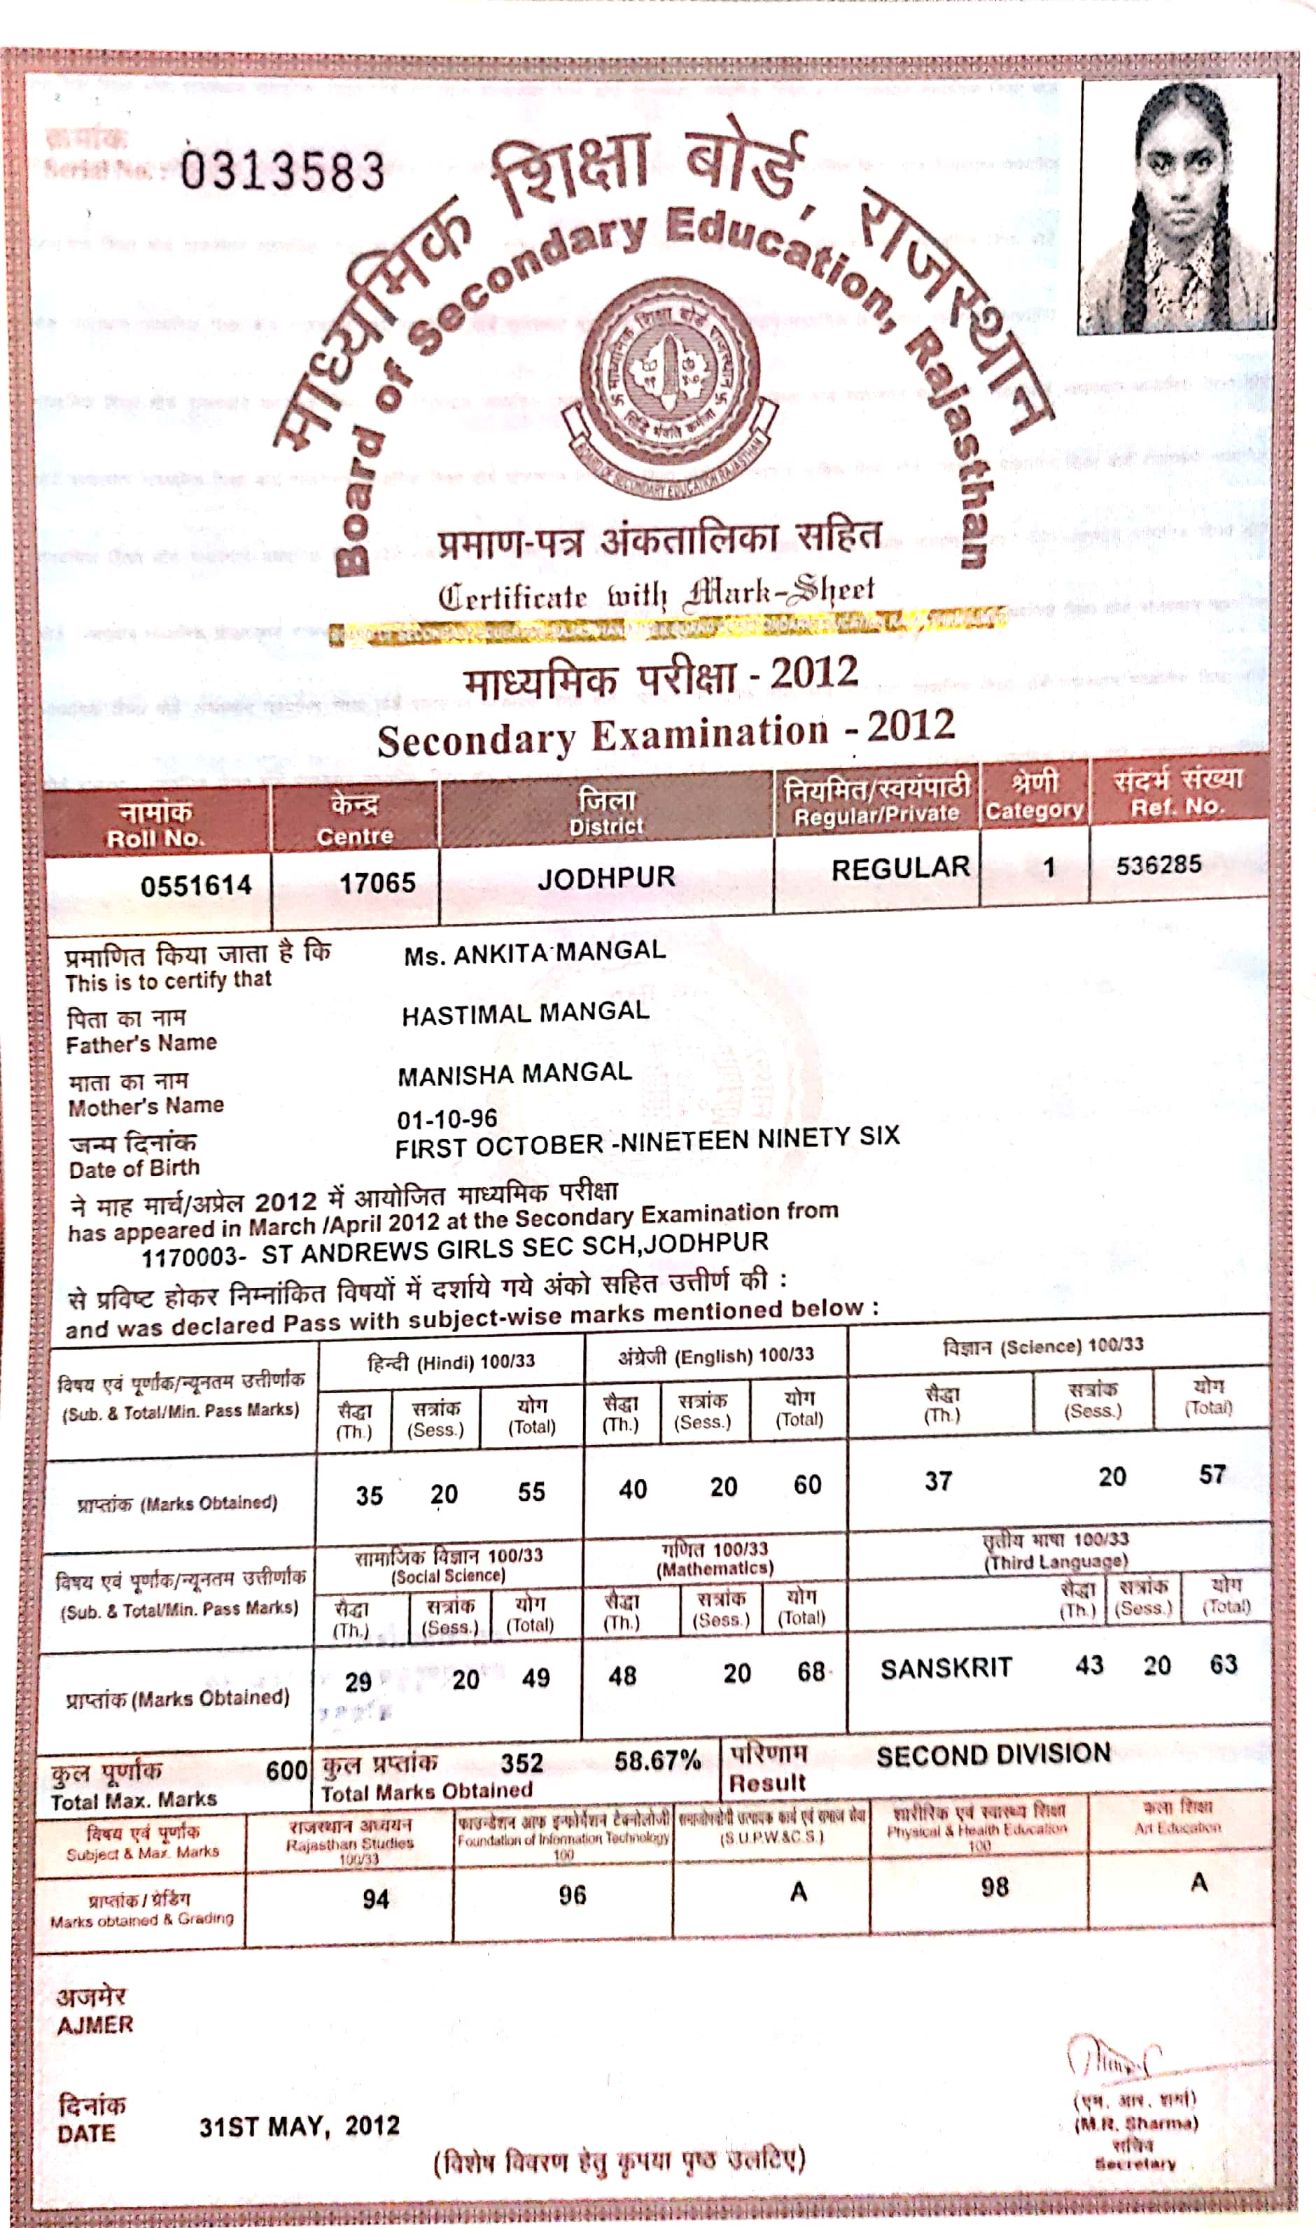 क्रमांक
Serial No. : 0313583
माध्यमिक शिक्षा बोर्ड, राजस्थान
Board of Secondary Education, Rajasthan
माध्यमिक शिक्षा बोर्ड राजस्थान
सिद्धि र्भवति कर्मजा
BOARD OF SECONDARY EDUCATION RAJASTHAN
प्रमाण-पत्र अंकतालिका सहित
Certificate with Mark-Sheet
माध्यमिक परीक्षा - 2012
Secondary Examination - 2012
नामांक केन्द्र जिला नियमित/स्वयंपाठी श्रेणी संदर्भ संख्या
Roll No. Centre District Regular/Private Category Ref. No.
0551614 17065 JODHPUR REGULAR 1 536285
प्रमाणित किया जाता है कि Ms. ANKITA MANGAL
This is to certify that
पिता का नाम HASTIMAL MANGAL
Father's Name
माता का नाम MANISHA MANGAL
Mother's Name
01-10-96
जन्म दिनांक FIRST OCTOBER -NINETEEN NINETY SIX
Date of Birth
ने माह मार्च/अप्रेल 2012 में आयोजित माध्यमिक परीक्षा
has appeared in March /April 2012 at the Secondary Examination from
1170003- ST ANDREWS GIRLS SEC SCH,JODHPUR
से प्रविष्ट होकर निम्नांकित विषयों में दर्शाये गये अंको सहित उत्तीर्ण की :
and was declared Pass with subject-wise marks mentioned below :
हिन्दी (Hindi) 100/33 अंग्रेजी (English) 100/33 विज्ञान (Science) 100/33
विषय एवं पूर्णांक/न्यूनतम उत्तीर्णांक सैद्धा सत्रांक योग सैद्धा सत्रांक योग सैद्धा सत्रांक योग
(Sub. & Total/Min. Pass Marks) (Th.) (Sess.) (Total) (Th.) (Sess.) (Total) (Th.) (Sess.) (Total)
प्राप्तांक (Marks Obtained) 35 20 55 40 20 60 37 20 57
सामाजिक विज्ञान 100/33 गणित 100/33 तृतीय भाषा 100/33
(Social Science) (Mathematics) (Third Language)
विषय एवं पूर्णांक/न्यूनतम उत्तीर्णांक सैद्धा सत्रांक योग सैद्धा सत्रांक योग सैद्धा सत्रांक योग
(Sub. & Total/Min. Pass Marks) (Th.) (Sess.) (Total) (Th.) (Sess.) (Total) (Th.) (Sess.) (Total)
प्राप्तांक (Marks Obtained) 29 20 49 48 20 68 SANSKRIT 43 20 63
कुल पूर्णांक 600 कुल प्रप्तांक 352 58.67% परिणाम SECOND DIVISION
Total Max. Marks Total Marks Obtained Result
विषय एवं पूर्णांक राजस्थान अध्ययन फाउन्डेशन आफ इन्फोर्मेशन टैक्नोलॉजी समाजोपयोगी उत्पादक कार्य एवं समाज सेवा शारीरिक एवं स्वास्थ्य शिक्षा कला शिक्षा
Subject & Max. Marks Rajasthan Studies Foundation of Information Technology (S.U.P.W.&C.S.) Physical & Health Education Art Education
100/33 100 100
प्राप्तांक / ग्रेडिंग 94 96 A 98 A
Marks obtained & Grading
अजमेर
AJMER
दिनांक
DATE 31ST MAY, 2012
(एम. आर. शर्मा)
(M.R. Sharma)
सचिव
Secretary
(विशेष विवरण हेतु कृपया पृष्ठ उलटिए)